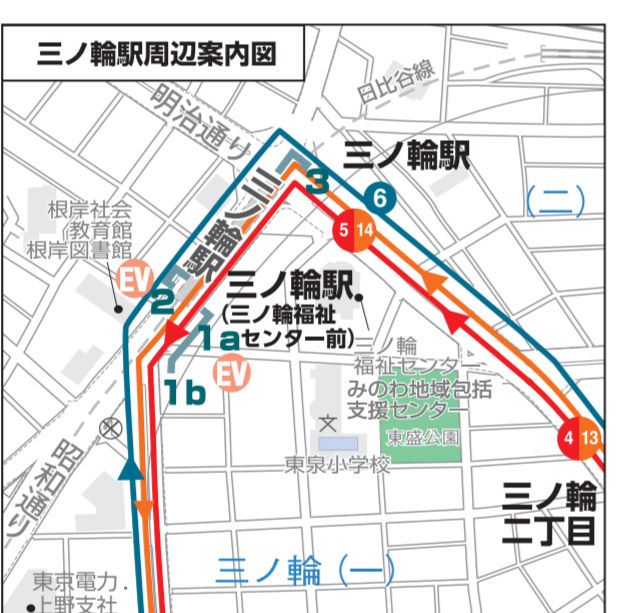 三ノ輪駅周辺案内図
日比谷線
明治通り
三ノ輪駅
3
6
(二)
5 14
三ノ輪駅
根岸社会
教育館
根岸図書館
EV
2
三ノ輪駅
(三ノ輪福祉
センター前)
1a
EV
1b
三ノ輪
福祉センター
みのわ地域包括
支援センター
文
東盛公園
東泉小学校
4 13
三ノ輪
二丁目
昭和通り
三ノ輪 (一)
東京電力
上野支社